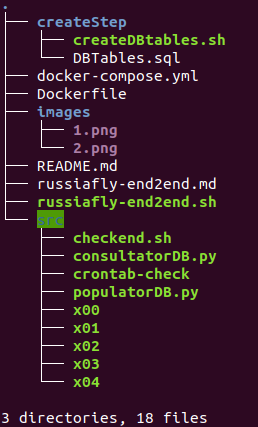 .
├── createStep
│   ├── createDBtables.sh
│   └── DBTables.sql
├── docker-compose.yml
├── Dockerfile
├── images
│   ├── 1.png
│   └── 2.png
├── README.md
├── russiafly-end2end.md
├── russiafly-end2end.sh
└── src
    ├── checkend.sh
    ├── consultatorDB.py
    ├── crontab-check
    ├── populatorDB.py
    ├── x00
    ├── x01
    ├── x02
    ├── x03
    └── x04
3 directories, 18 files